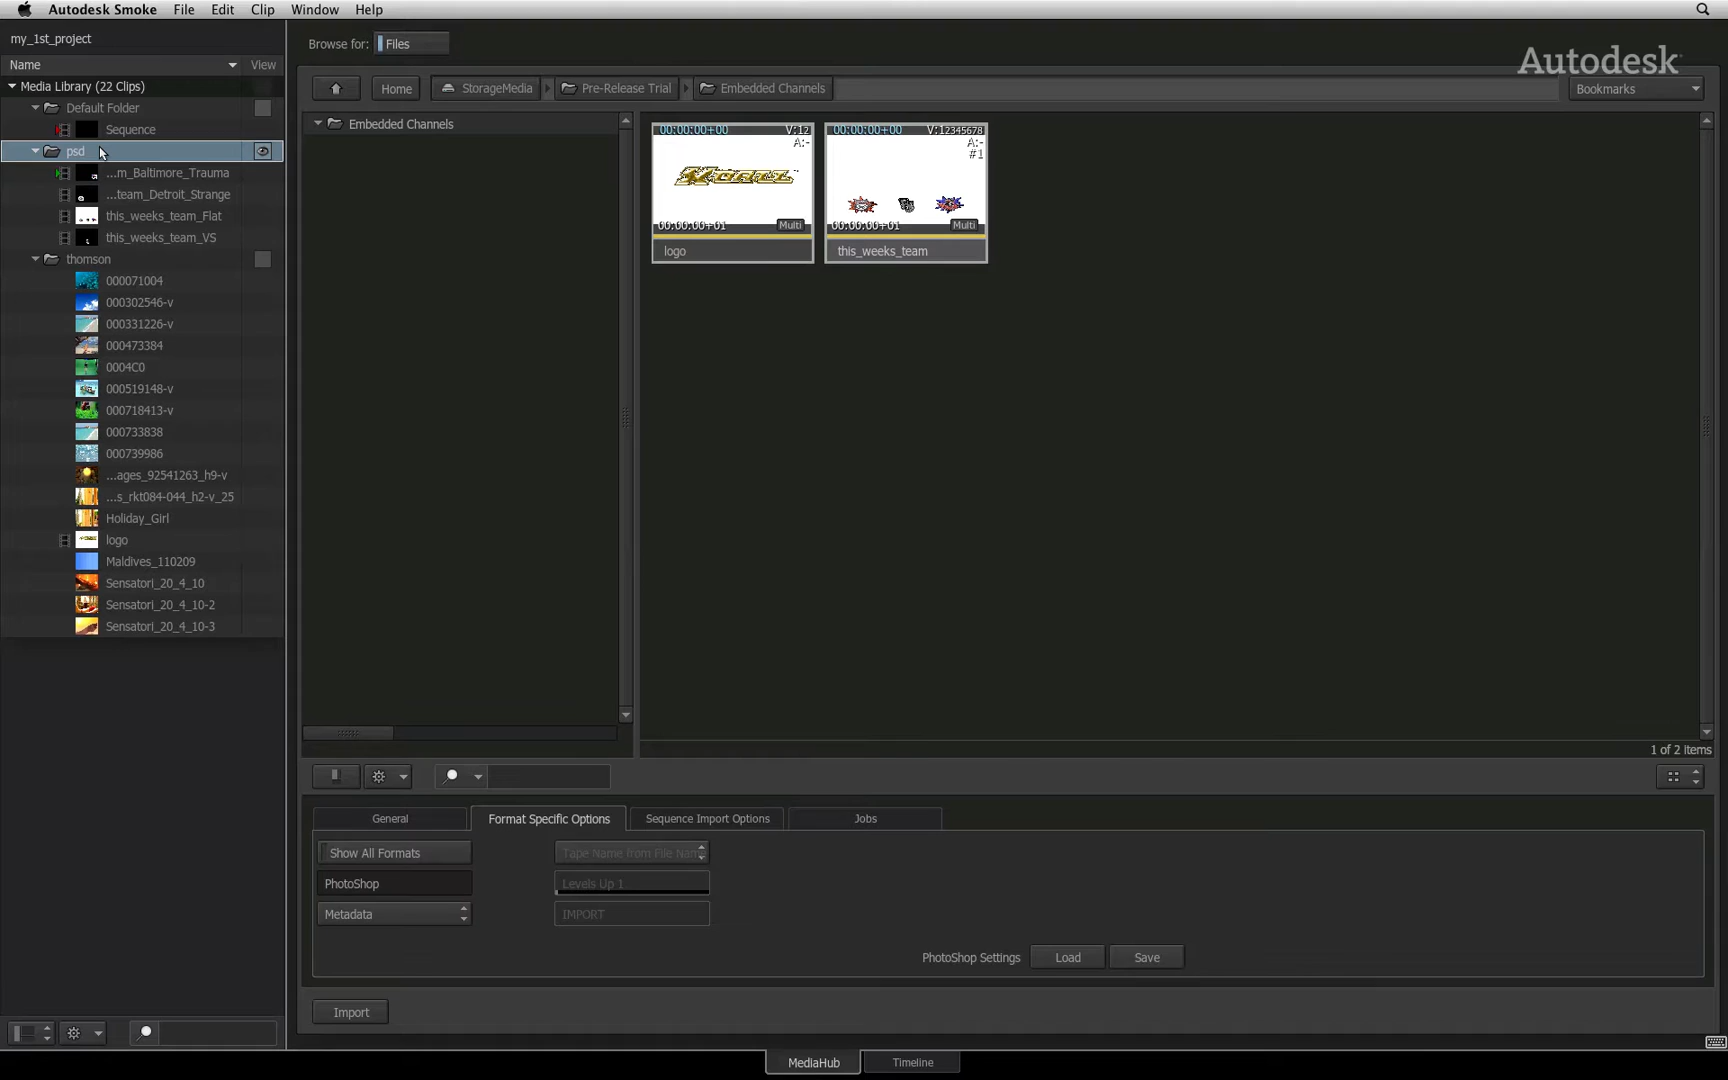 Autodesk Smoke File Edit Clip Window Help
my_1st_project
Browse for: Files
Autodesk
Name View
Media Library (22 Clips)
Default Folder
Sequence
psd
...m_Baltimore_Trauma
...team_Detroit_Strange
this_weeks_team_Flat
this_weeks_team_VS
thomson
000071004
000302546-v
000331226-v
000473384
0004C0
000519148-v
000718413-v
000733838
000739986
...ages_92541263_h9-v
...s_rkt084-044_h2-v_25
Holiday_Girl
logo
Maldives_110209
Sensatori_20_4_10
Sensatori_20_4_10-2
Sensatori_20_4_10-3
Home StorageMedia Pre-Release Trial Embedded Channels Bookmarks
Embedded Channels
00:00:00+00 V:12
A:-
00:00:00+01 Multi
logo
00:00:00+00 V:12345678
A:-
#1
00:00:00+01 Multi
this_weeks_team
1 of 2 Items
General Format Specific Options Sequence Import Options Jobs
Show All Formats Tape Name from File Nam
PhotoShop Levels Up 1
Metadata IMPORT
PhotoShop Settings Load Save
Import
MediaHub Timeline